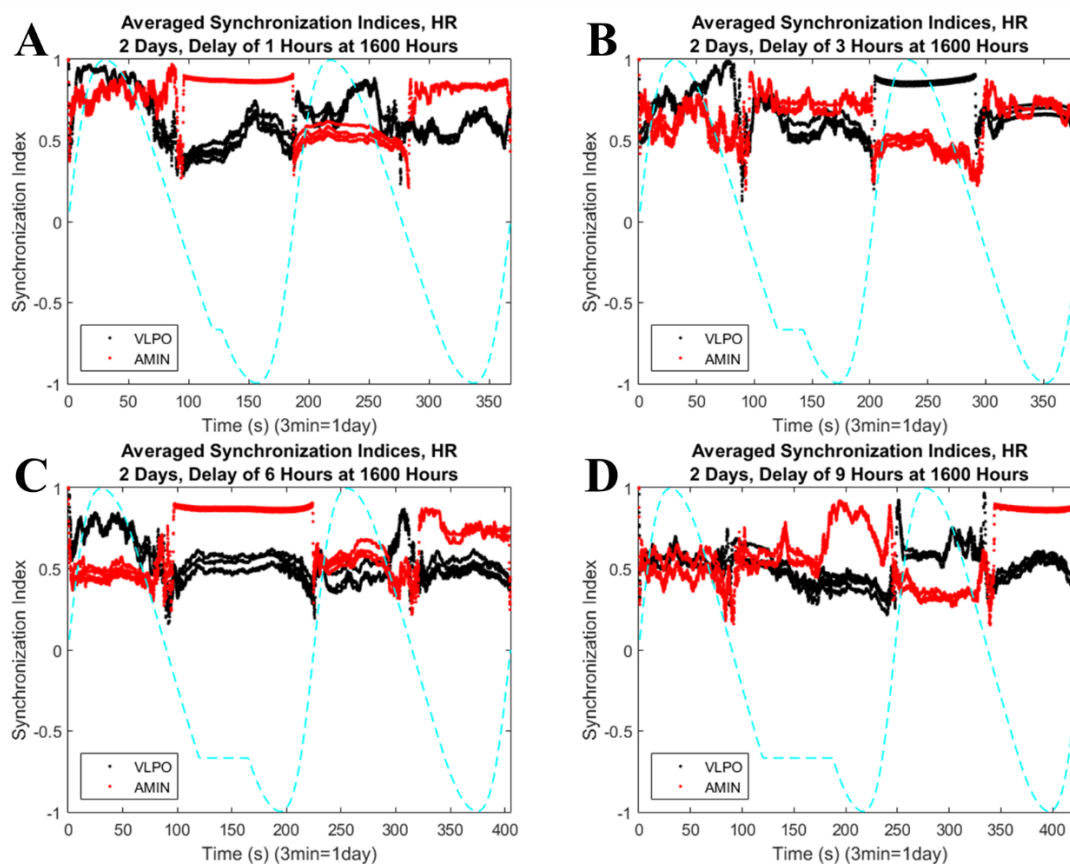 A
Averaged Synchronization Indices, HR
2 Days, Delay of 1 Hours at 1600 Hours
Synchronization Index
1
0.5
0
-0.5
-1
VLPO
AMIN
0 50 100 150 200 250 300 350
Time (s) (3min=1day)
B
Averaged Synchronization Indices, HR
2 Days, Delay of 3 Hours at 1600 Hours
Synchronization Index
1
0.5
0
-0.5
-1
VLPO
AMIN
0 50 100 150 200 250 300 350
Time (s) (3min=1day)
C
Averaged Synchronization Indices, HR
2 Days, Delay of 6 Hours at 1600 Hours
Synchronization Index
1
0.5
0
-0.5
-1
VLPO
AMIN
0 50 100 150 200 250 300 350 400
Time (s) (3min=1day)
D
Averaged Synchronization Indices, HR
2 Days, Delay of 9 Hours at 1600 Hours
Synchronization Index
1
0.5
0
-0.5
-1
VLPO
AMIN
0 50 100 150 200 250 300 350 400
Time (s) (3min=1day)